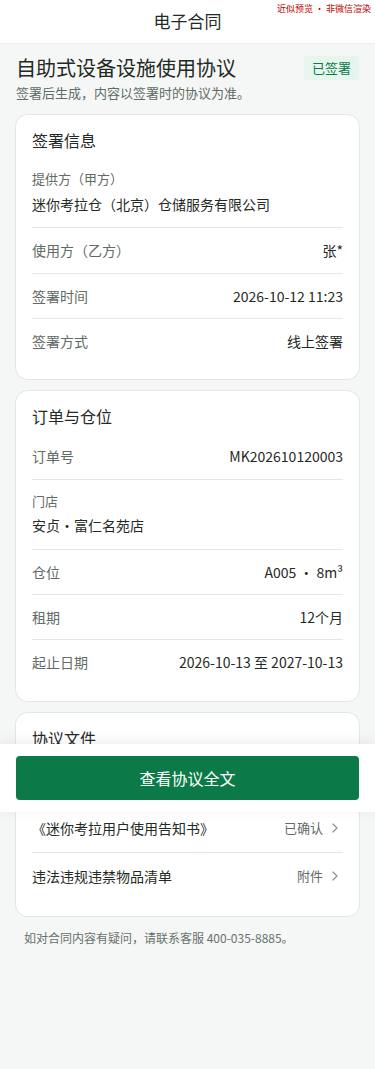 近似预览 · 非微信渲染
电子合同
自助式设备设施使用协议
已签署
签署后生成，内容以签署时的协议为准。
签署信息
提供方（甲方）
迷你考拉仓（北京）仓储服务有限公司
使用方（乙方） 张*
签署时间 2026-10-12 11:23
签署方式 线上签署
订单与仓位
订单号 MK202610120003
门店
安贞·富仁名苑店
仓位 A005 · 8m³
租期 12个月
起止日期 2026-10-13 至 2027-10-13
协议文件
查看协议全文
《迷你考拉用户使用告知书》 已确认
违法违规违禁物品清单 附件
如对合同内容有疑问，请联系客服 400-035-8885。